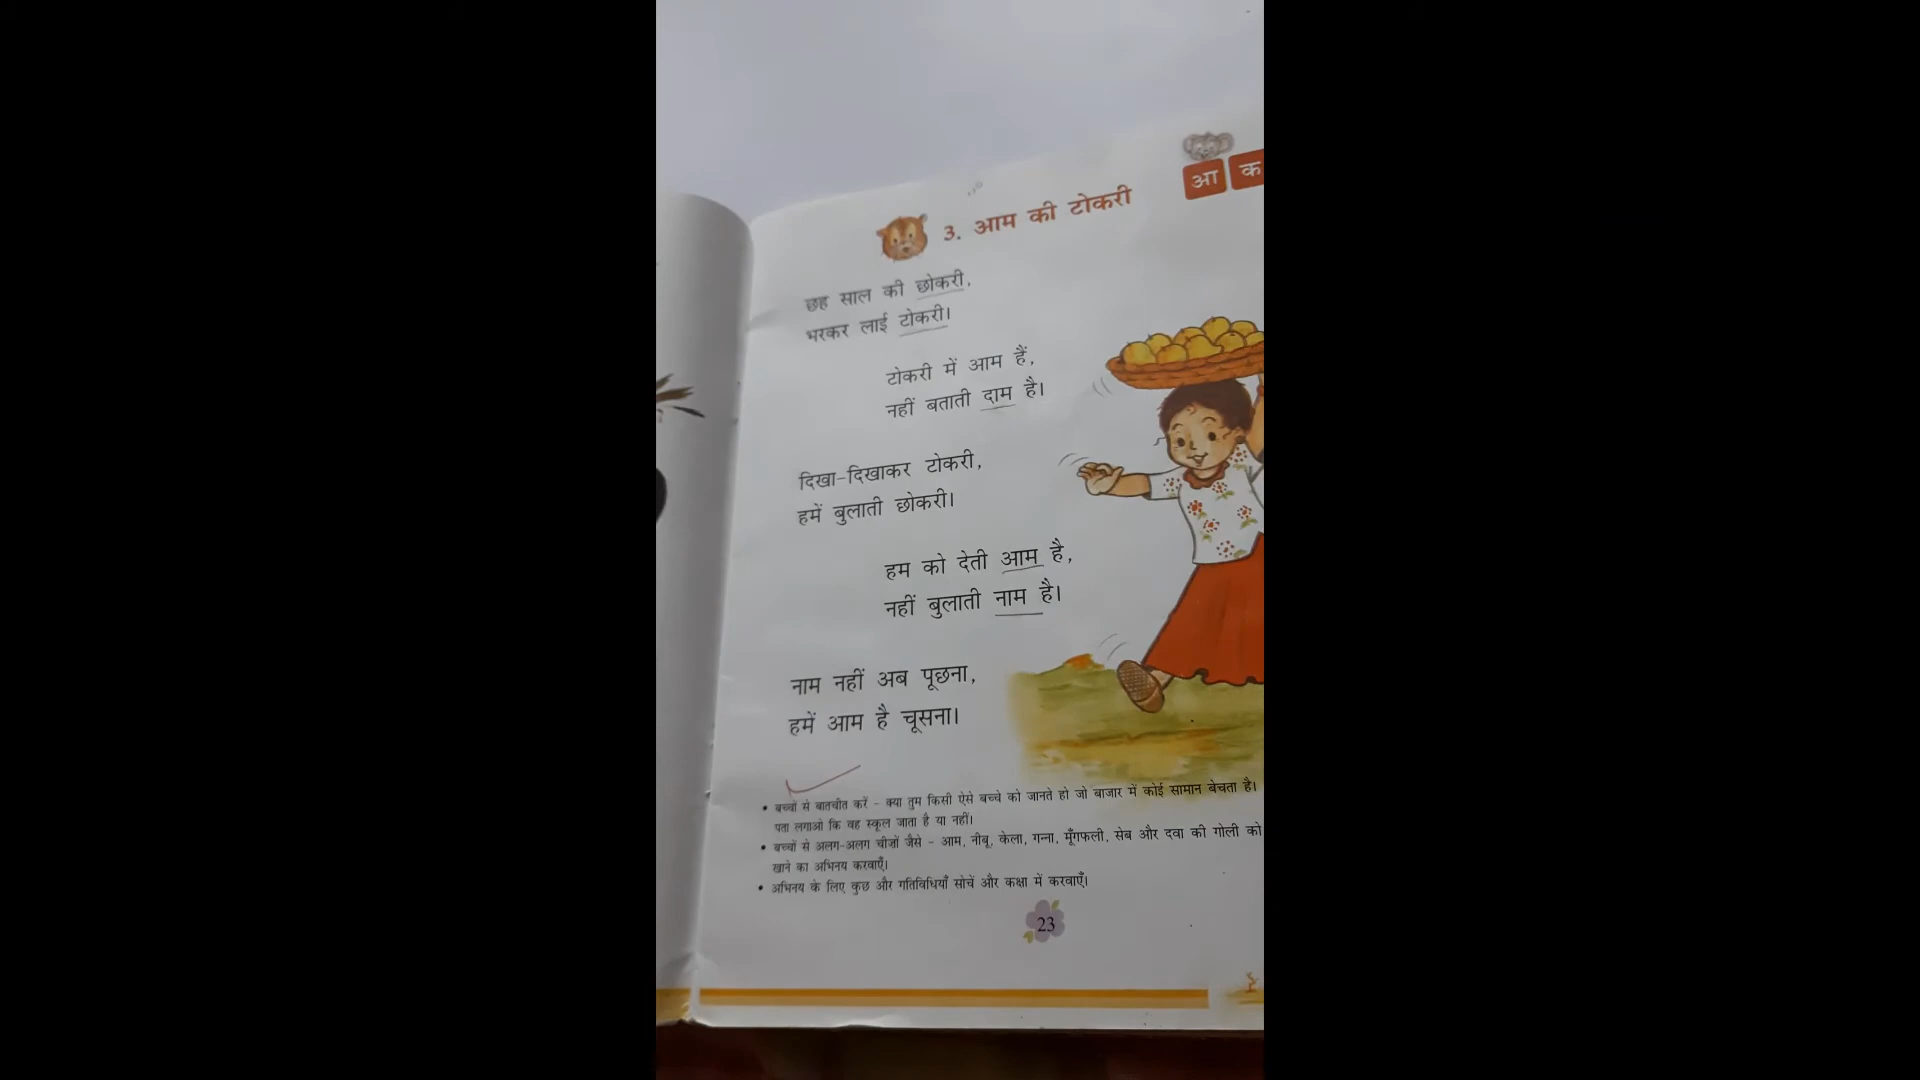 आ क
3. आम की टोकरी
छह साल की छोकरी,
भरकर लाई टोकरी।
टोकरी में आम हैं,
नहीं बताती दाम है।
दिखा-दिखाकर टोकरी,
हमें बुलाती छोकरी।
हम को देती आम है,
नहीं बुलाती नाम है।
नाम नहीं अब पूछना,
हमें आम है चूसना।
• बच्चों से बातचीत करें - क्या तुम किसी ऐसे बच्चे को जानते हो जो बाजार में कोई सामान बेचता है।
पता लगाओ कि वह स्कूल जाता है या नहीं।
• बच्चों से अलग-अलग चीज़ों जैसे - आम, नीबू, केला, गन्ना, मूँगफली, सेब और दवा की गोली को
खाने का अभिनय करवाएँ।
• अभिनय के लिए कुछ और गतिविधियाँ सोचें और कक्षा में करवाएँ।
23